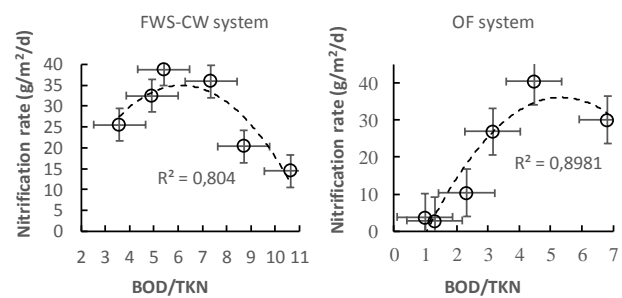 FWS-CW system
Nitrification rate (g/m²/d)
40
35
30
25
20
15
10
5
0
R² = 0,804
2 3 4 5 6 7 8 9 10 11
BOD/TKN
OF system
Nitrification rate (g/m²/d)
50
40
30
20
10
0
R² = 0,8981
0 1 2 3 4 5 6 7
BOD/TKN